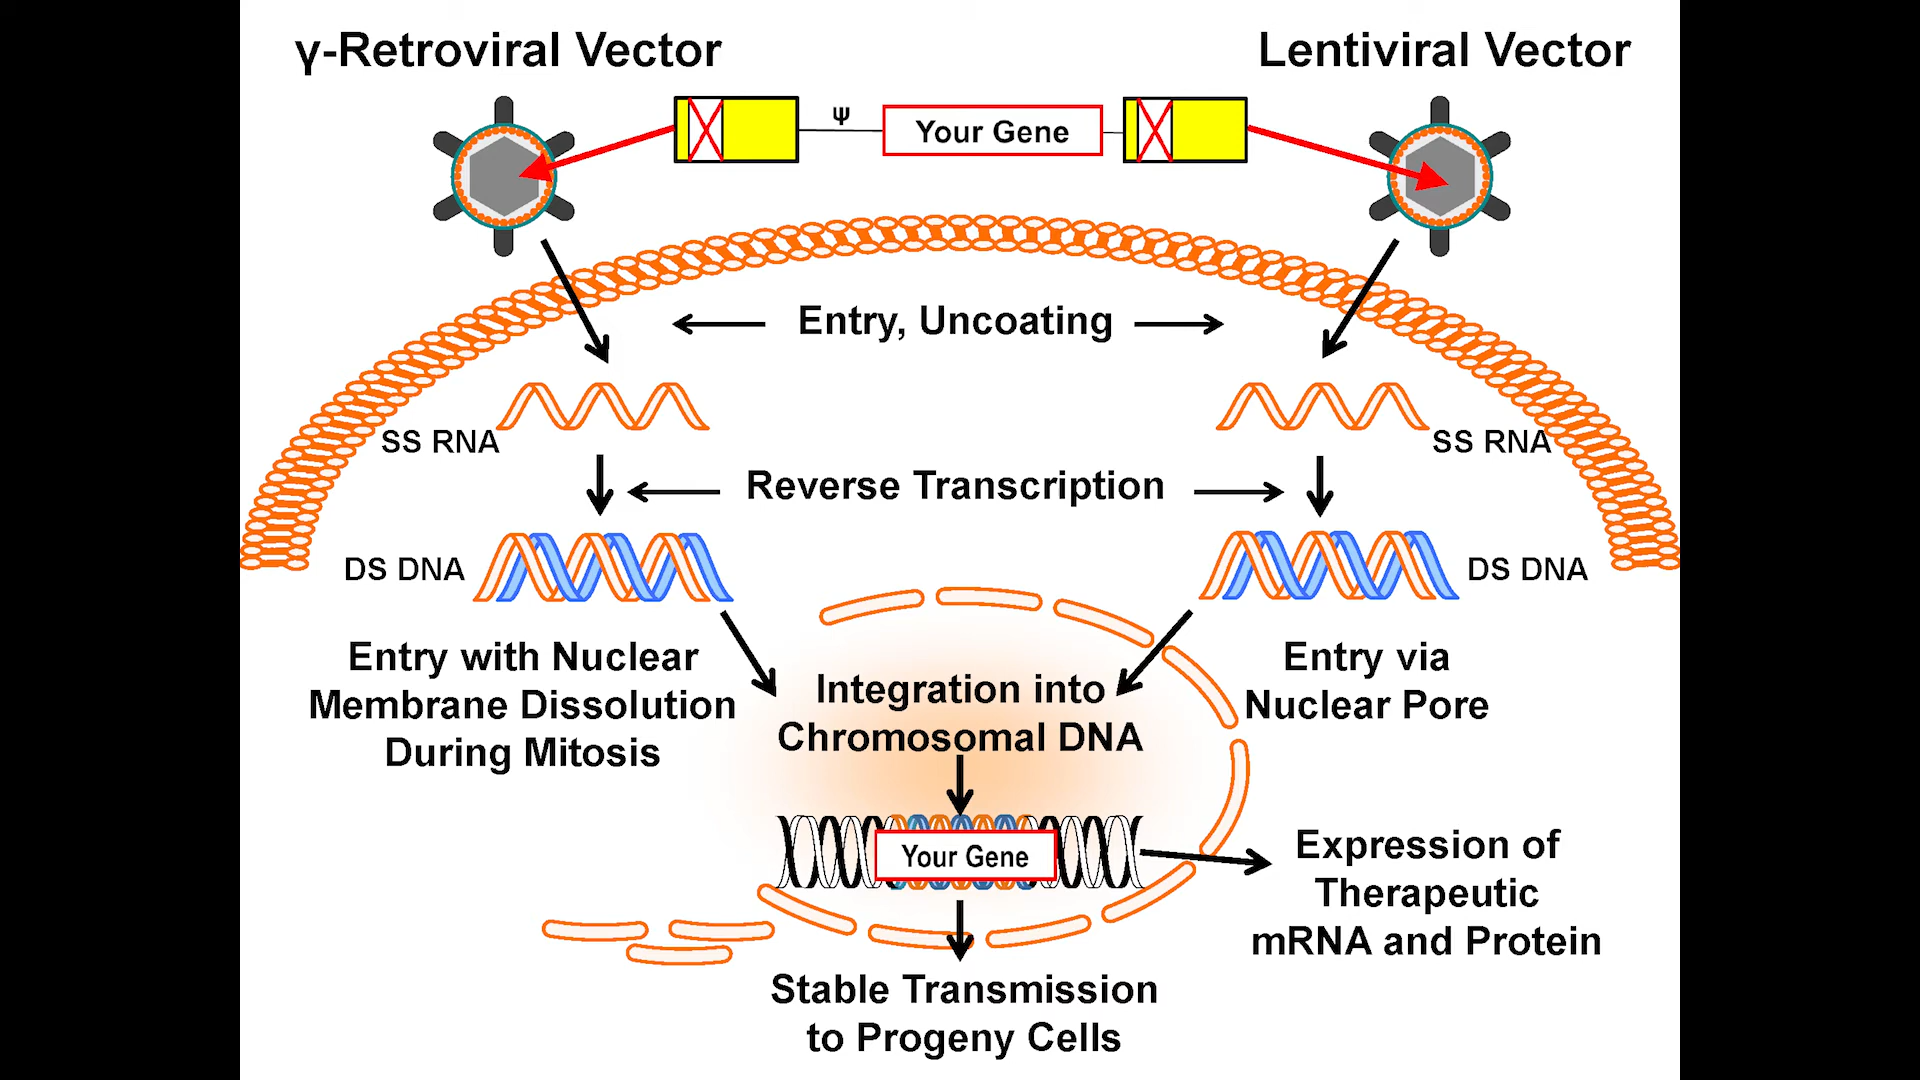 γ-Retroviral Vector
Lentiviral Vector
ψ
Your Gene
Entry, Uncoating
SS RNA
SS RNA
Reverse Transcription
DS DNA
DS DNA
Entry with Nuclear
Membrane Dissolution
During Mitosis
Integration into
Chromosomal DNA
Entry via
Nuclear Pore
Your Gene
Expression of
Therapeutic
mRNA and Protein
Stable Transmission
to Progeny Cells